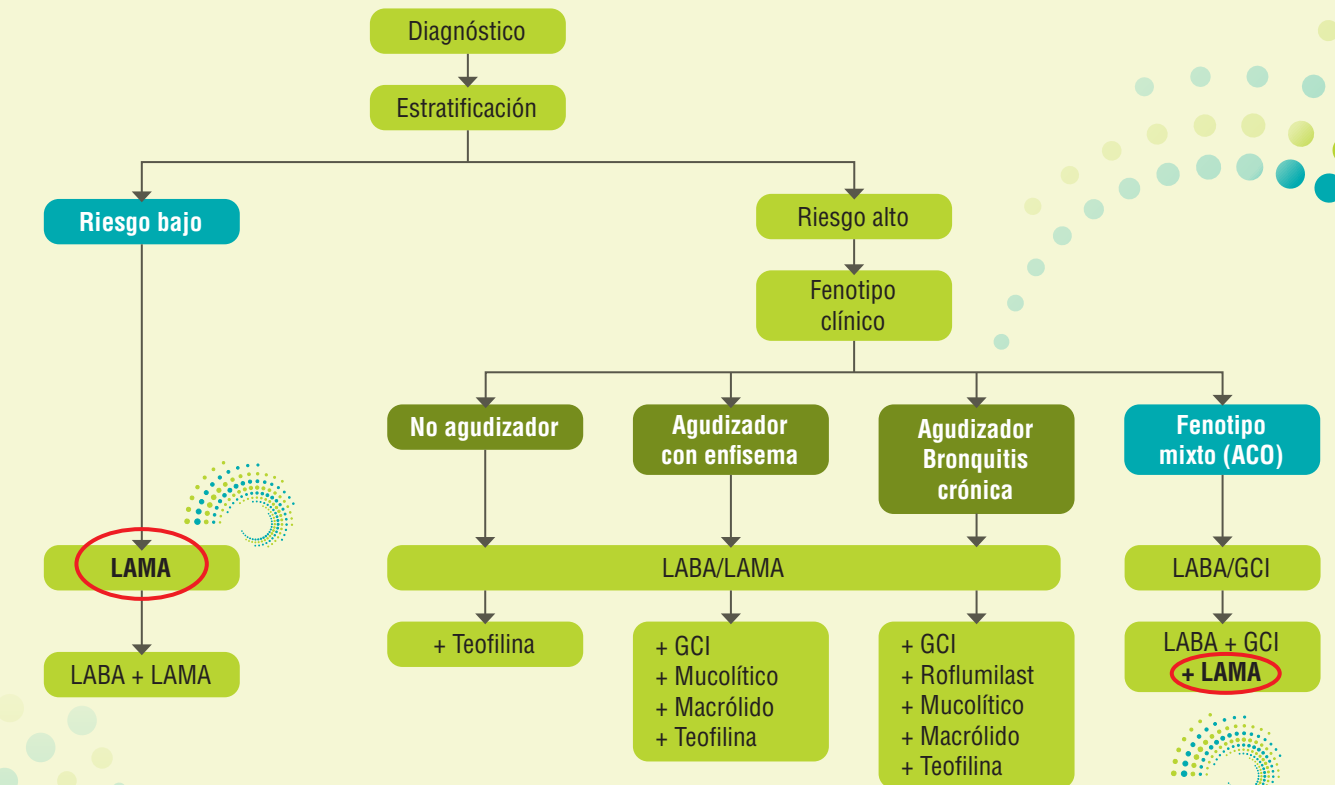 Diagnóstico
Estratificación
Riesgo bajo
Riesgo alto
Fenotipo
clínico
No agudizador
Agudizador
con enfisema
Agudizador
Bronquitis
crónica
Fenotipo
mixto (ACO)
LAMA
LABA/LAMA
LABA/GCI
LABA + LAMA
+ Teofilina
+ GCI
+ Mucolítico
+ Macrólido
+ Teofilina
+ GCI
+ Roflumilast
+ Mucolítico
+ Macrólido
+ Teofilina
LABA + GCI
+ LAMA